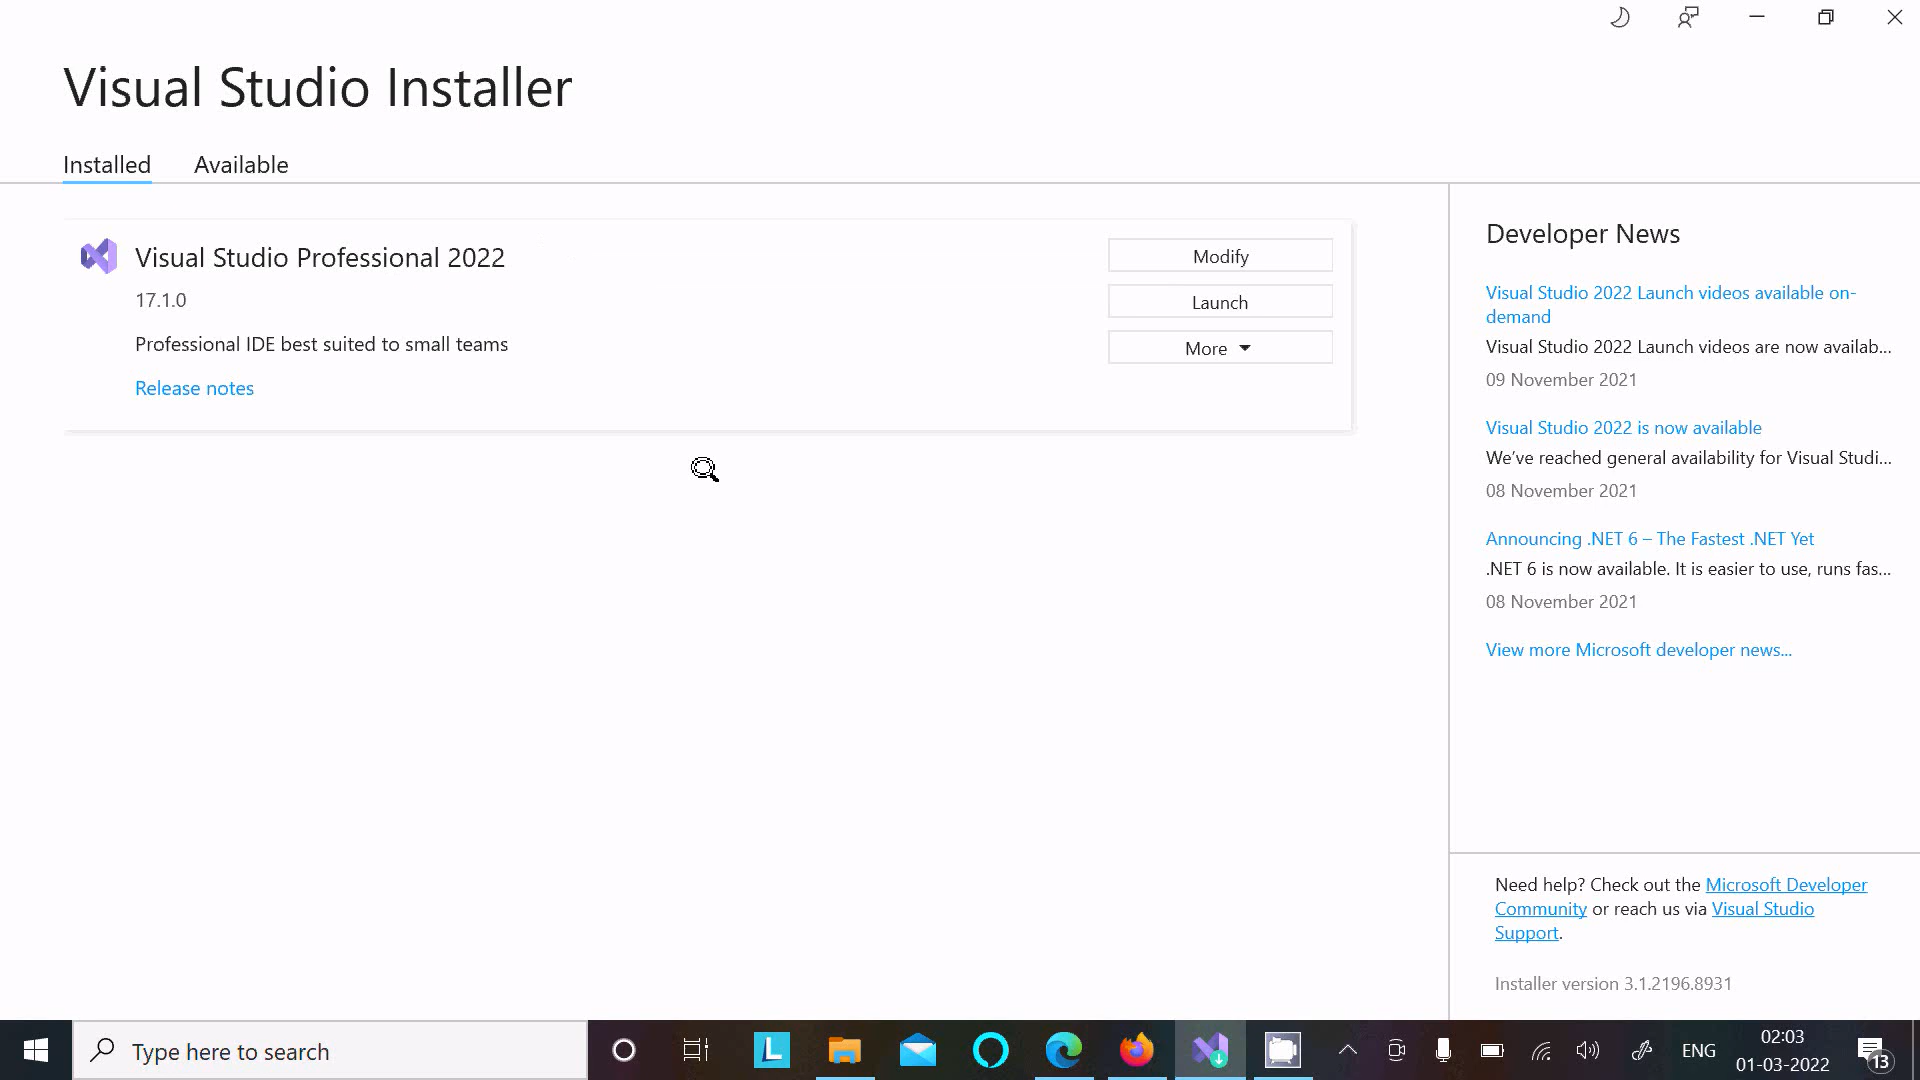 Visual Studio Installer
Installed
Available
Visual Studio Professional 2022
17.1.0
Professional IDE best suited to small teams
Release notes
Modify
Launch
More
Developer News
Visual Studio 2022 Launch videos available on-
demand
Visual Studio 2022 Launch videos are now availab...
09 November 2021
Visual Studio 2022 is now available
We've reached general availability for Visual Studi...
08 November 2021
Announcing .NET 6 – The Fastest .NET Yet
.NET 6 is now available. It is easier to use, runs fas...
08 November 2021
View more Microsoft developer news...
Need help? Check out the Microsoft Developer
Community or reach us via Visual Studio
Support.
Installer version 3.1.2196.8931
Type here to search
L
ENG
02:03
01-03-2022
13